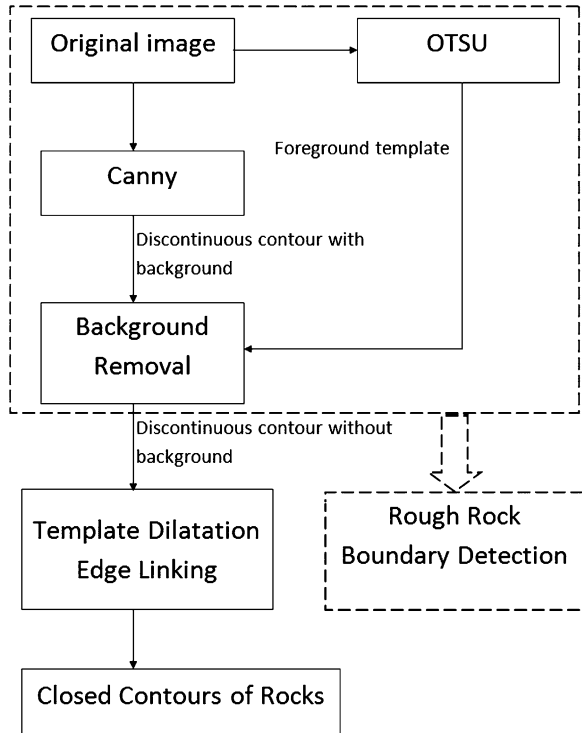 Original image
OTSU
Foreground template
Canny
Discontinuous contour with
background
Background
Removal
Discontinuous contour without
background
Template Dilatation
Edge Linking
Rough Rock
Boundary Detection
Closed Contours of Rocks